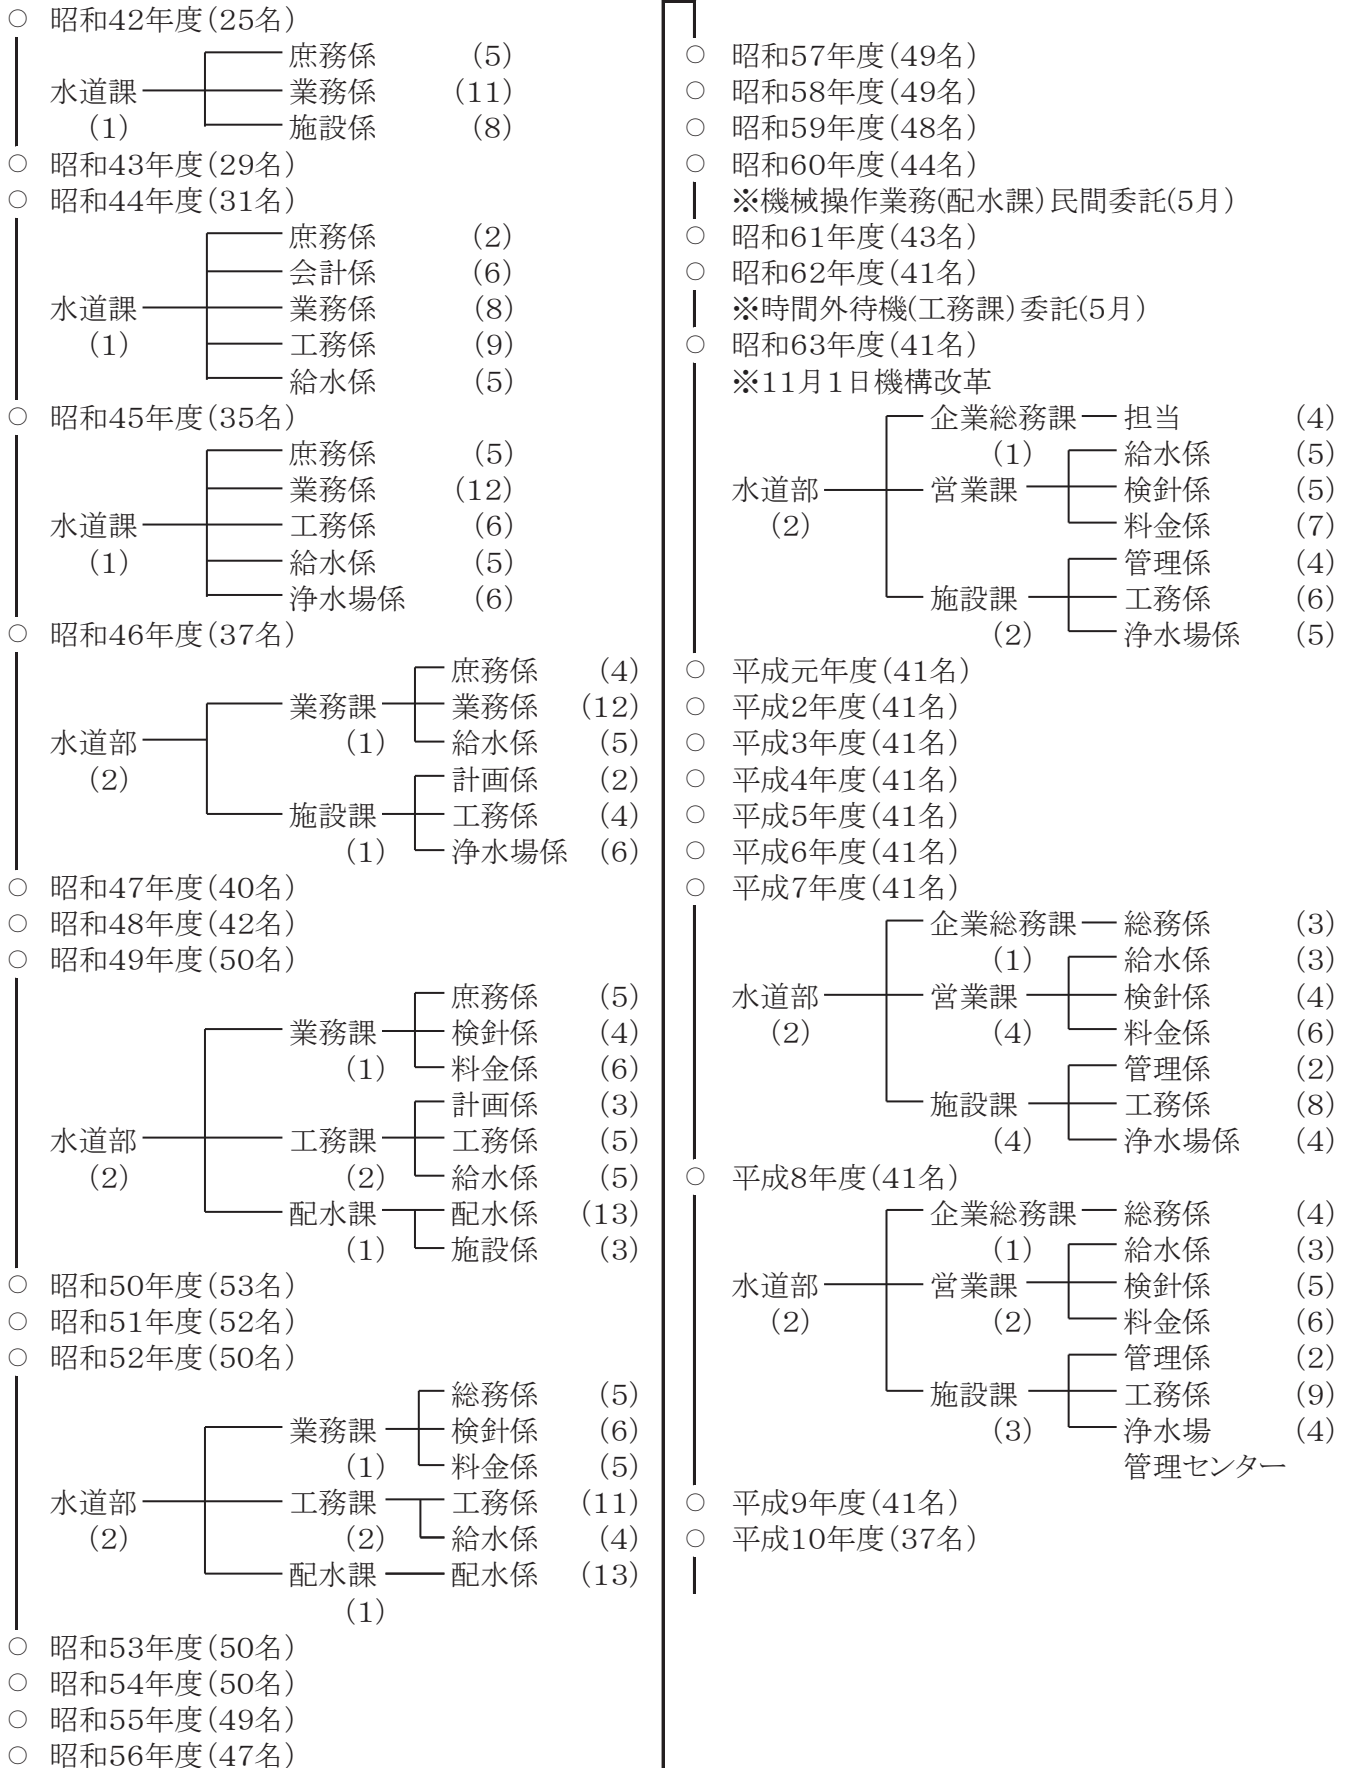 ○ 昭和42年度(25名)
庶務係 (5)
水道課 業務係 (11)
(1) 施設係 (8)
○ 昭和43年度(29名)
○ 昭和44年度(31名)
庶務係 (2)
会計係 (6)
水道課 業務係 (8)
(1) 工務係 (9)
給水係 (5)
○ 昭和45年度(35名)
庶務係 (5)
業務係 (12)
水道課 工務係 (6)
(1) 給水係 (5)
浄水場係 (6)
○ 昭和46年度(37名)
庶務係 (4)
業務課 業務係 (12)
水道部 (1) 給水係 (5)
(2) 計画係 (2)
施設課 工務係 (4)
(1) 浄水場係 (6)
○ 昭和47年度(40名)
○ 昭和48年度(42名)
○ 昭和49年度(50名)
庶務係 (5)
業務課 検針係 (4)
(1) 料金係 (6)
計画係 (3)
水道部 工務課 工務係 (5)
(2) (2) 給水係 (5)
配水課 配水係 (13)
(1) 施設係 (3)
○ 昭和50年度(53名)
○ 昭和51年度(52名)
○ 昭和52年度(50名)
総務係 (5)
業務課 検針係 (6)
(1) 料金係 (5)
水道部 工務課 工務係 (11)
(2) (2) 給水係 (4)
配水課 配水係 (13)
(1)
○ 昭和53年度(50名)
○ 昭和54年度(50名)
○ 昭和55年度(49名)
○ 昭和56年度(47名)
○ 昭和57年度(49名)
○ 昭和58年度(49名)
○ 昭和59年度(48名)
○ 昭和60年度(44名)
※機械操作業務(配水課)民間委託(5月)
○ 昭和61年度(43名)
○ 昭和62年度(41名)
※時間外待機(工務課)委託(5月)
○ 昭和63年度(41名)
※11月1日機構改革
企業総務課 担当 (4)
(1) 給水係 (5)
水道部 営業課 検針係 (5)
(2) 料金係 (7)
管理係 (4)
施設課 工務係 (6)
(2) 浄水場係 (5)
○ 平成元年度(41名)
○ 平成2年度(41名)
○ 平成3年度(41名)
○ 平成4年度(41名)
○ 平成5年度(41名)
○ 平成6年度(41名)
○ 平成7年度(41名)
企業総務課 総務係 (3)
(1) 給水係 (3)
水道部 営業課 検針係 (4)
(2) (4) 料金係 (6)
管理係 (2)
施設課 工務係 (8)
(4) 浄水場係 (4)
○ 平成8年度(41名)
企業総務課 総務係 (4)
(1) 給水係 (3)
水道部 営業課 検針係 (5)
(2) (2) 料金係 (6)
管理係 (2)
施設課 工務係 (9)
(3) 浄水場 (4)
管理センター
○ 平成9年度(41名)
○ 平成10年度(37名)